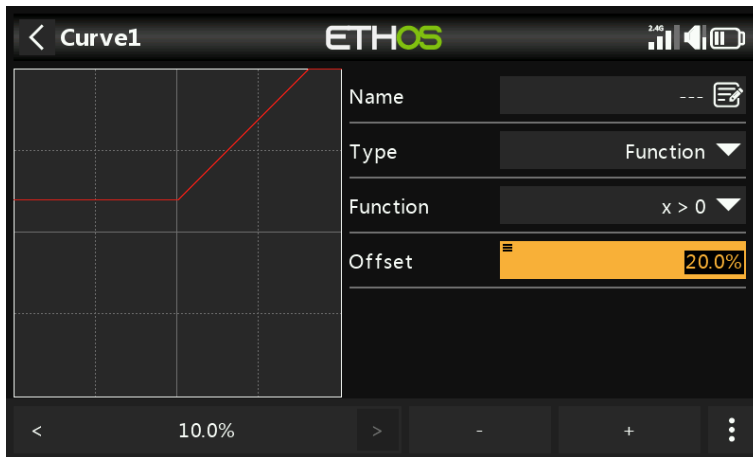 < Curve1
ETHOS
2.4G
Name
---
Type
Function
Function
x > 0
Offset
20.0%
< 10.0% > - +